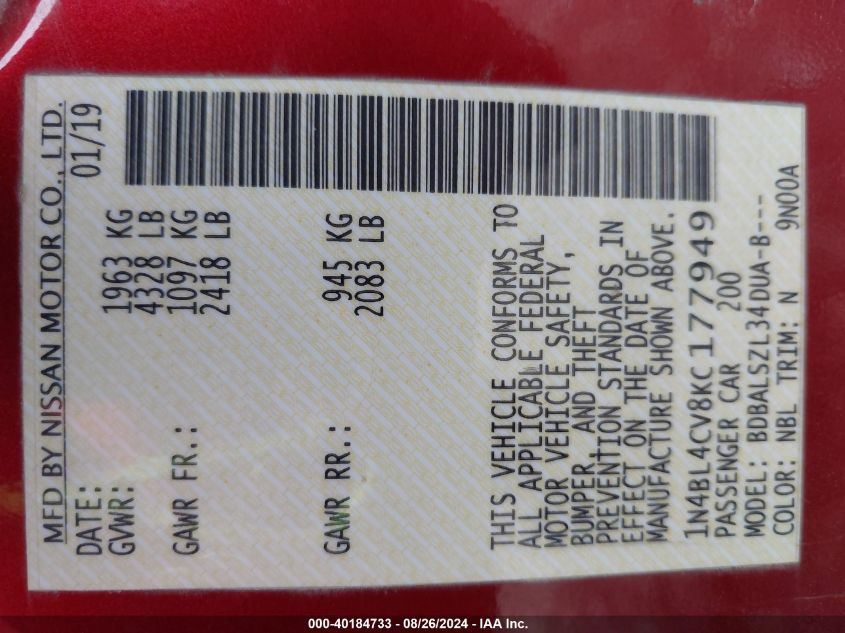 MFD BY NISSAN MOTOR CO., LTD.
DATE: 01/19
GVWR: 1963 KG
4328 LB
GAWR FR.: 1097 KG
2418 LB
GAWR RR.: 945 KG
2083 LB
THIS VEHICLE CONFORMS TO
ALL APPLICABLE FEDERAL
MOTOR VEHICLE SAFETY,
BUMPER, AND THEFT
PREVENTION STANDARDS IN
EFFECT ON THE DATE OF
MANUFACTURE SHOWN ABOVE.
1N4BL4CV8KC177949
PASSENGER CAR 200
MODEL: BDBALSZL34DUA-B---
COLOR: NBL TRIM: N 9N00A
000-40184733 - 08/26/2024 - IAA Inc.